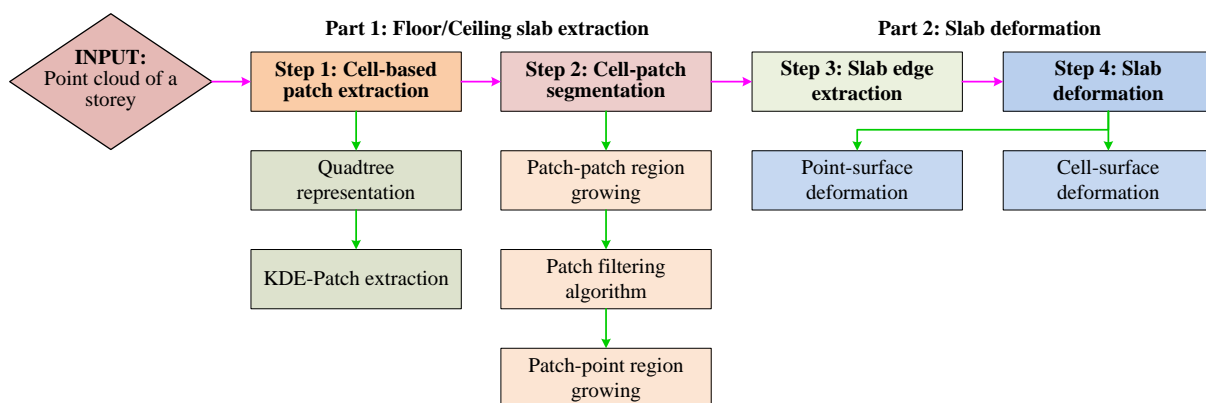 Part 1: Floor/Ceiling slab extraction
Part 2: Slab deformation
INPUT:
Point cloud of a
storey
Step 1: Cell-based
patch extraction
Step 2: Cell-patch
segmentation
Step 3: Slab edge
extraction
Step 4: Slab
deformation
Quadtree
representation
Patch-patch region
growing
Point-surface
deformation
Cell-surface
deformation
KDE-Patch extraction
Patch filtering
algorithm
Patch-point region
growing